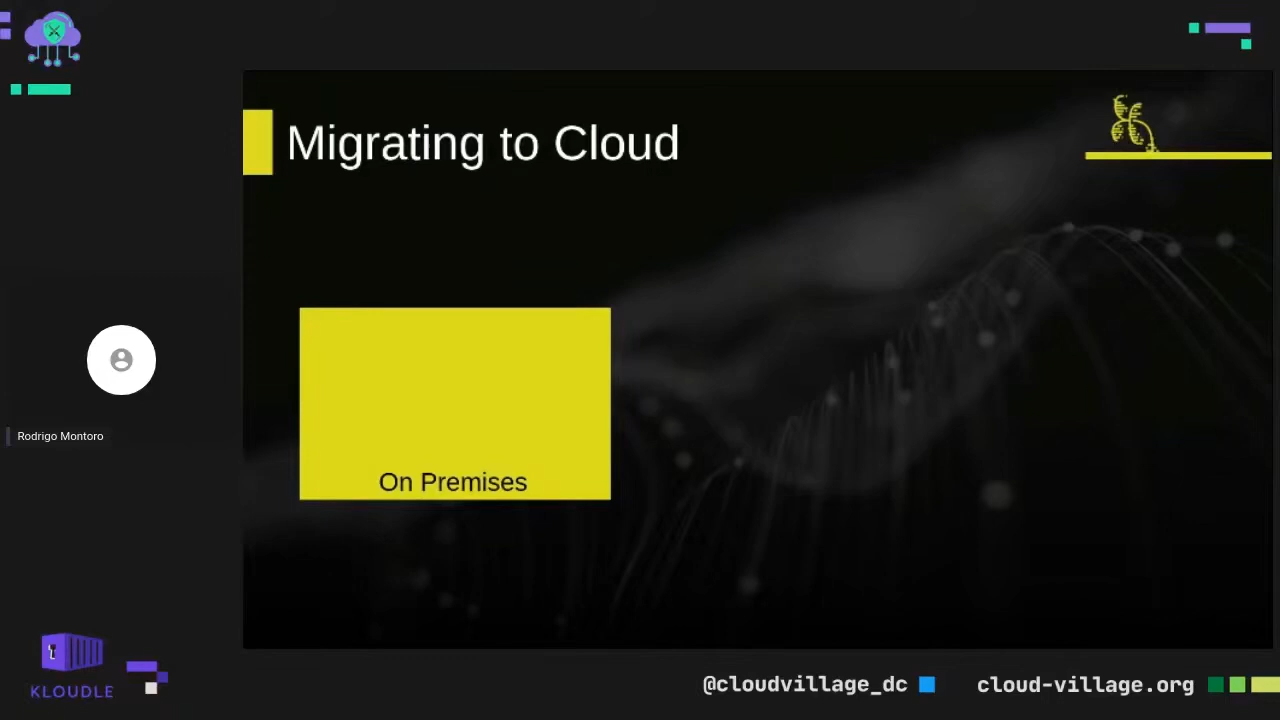 Migrating to Cloud
On Premises
Rodrigo Montoro
KLOUDLE
@cloudvillage_dc
cloud-village.org